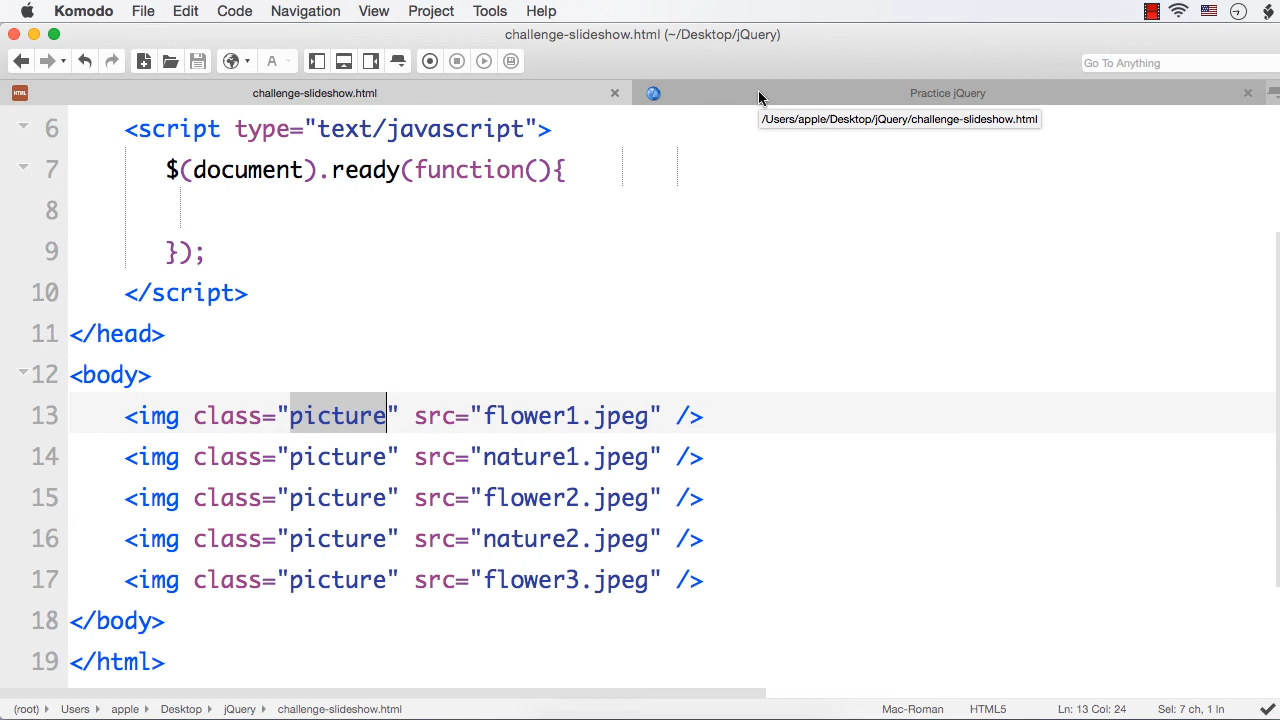 Komodo File Edit Code Navigation View Project Tools Help
challenge-slideshow.html (~/Desktop/jQuery)
A Go To Anything
HTML challenge-slideshow.html Practice jQuery
/Users/apple/Desktop/jQuery/challenge-slideshow.html
6 <script type="text/javascript">
7 $(document).ready(function(){
8
9 });
10 </script>
11 </head>
12 <body>
13 <img class="picture" src="flower1.jpeg" />
14 <img class="picture" src="nature1.jpeg" />
15 <img class="picture" src="flower2.jpeg" />
16 <img class="picture" src="nature2.jpeg" />
17 <img class="picture" src="flower3.jpeg" />
18 </body>
19 </html>
(root) Users apple Desktop jQuery challenge-slideshow.html Mac-Roman HTML5 Ln: 13 Col: 24 Sel: 7 ch, 1 ln